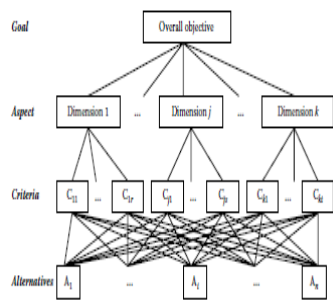 Goal
Overall objective
Aspect
Dimension 1 ... Dimension j ... Dimension k
Criteria
C11 ... C1r Cj1 ... Cjs Ck1 ... Ckt
Alternatives
A1 ... Ai ... An